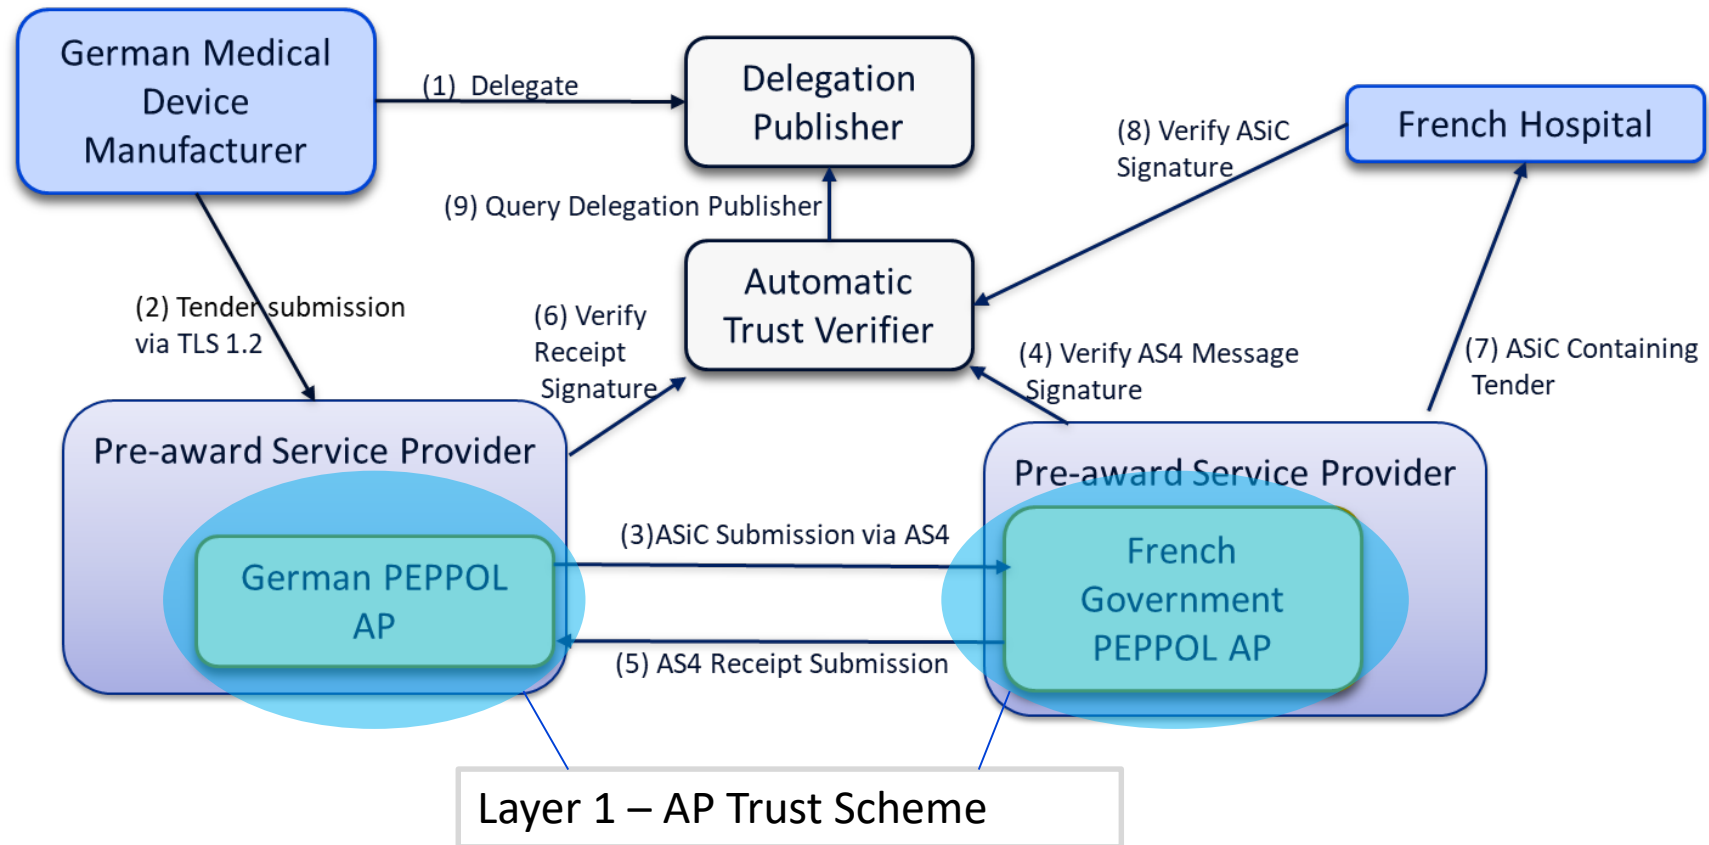 German Medical
Device
Manufacturer
(1)  Delegate
Delegation
Publisher
French Hospital
(8) Verify ASiC
Signature
(9) Query Delegation Publisher
Automatic
Trust Verifier
(2) Tender submission
via TLS 1.2
(6) Verify
Receipt
Signature
(4) Verify AS4 Message
Signature
(7) ASiC Containing
Tender
Pre-award Service Provider
Pre-award Service Provider
(3)ASiC Submission via AS4
German PEPPOL
AP
French
Government
PEPPOL AP
(5) AS4 Receipt Submission
Layer 1 – AP Trust Scheme